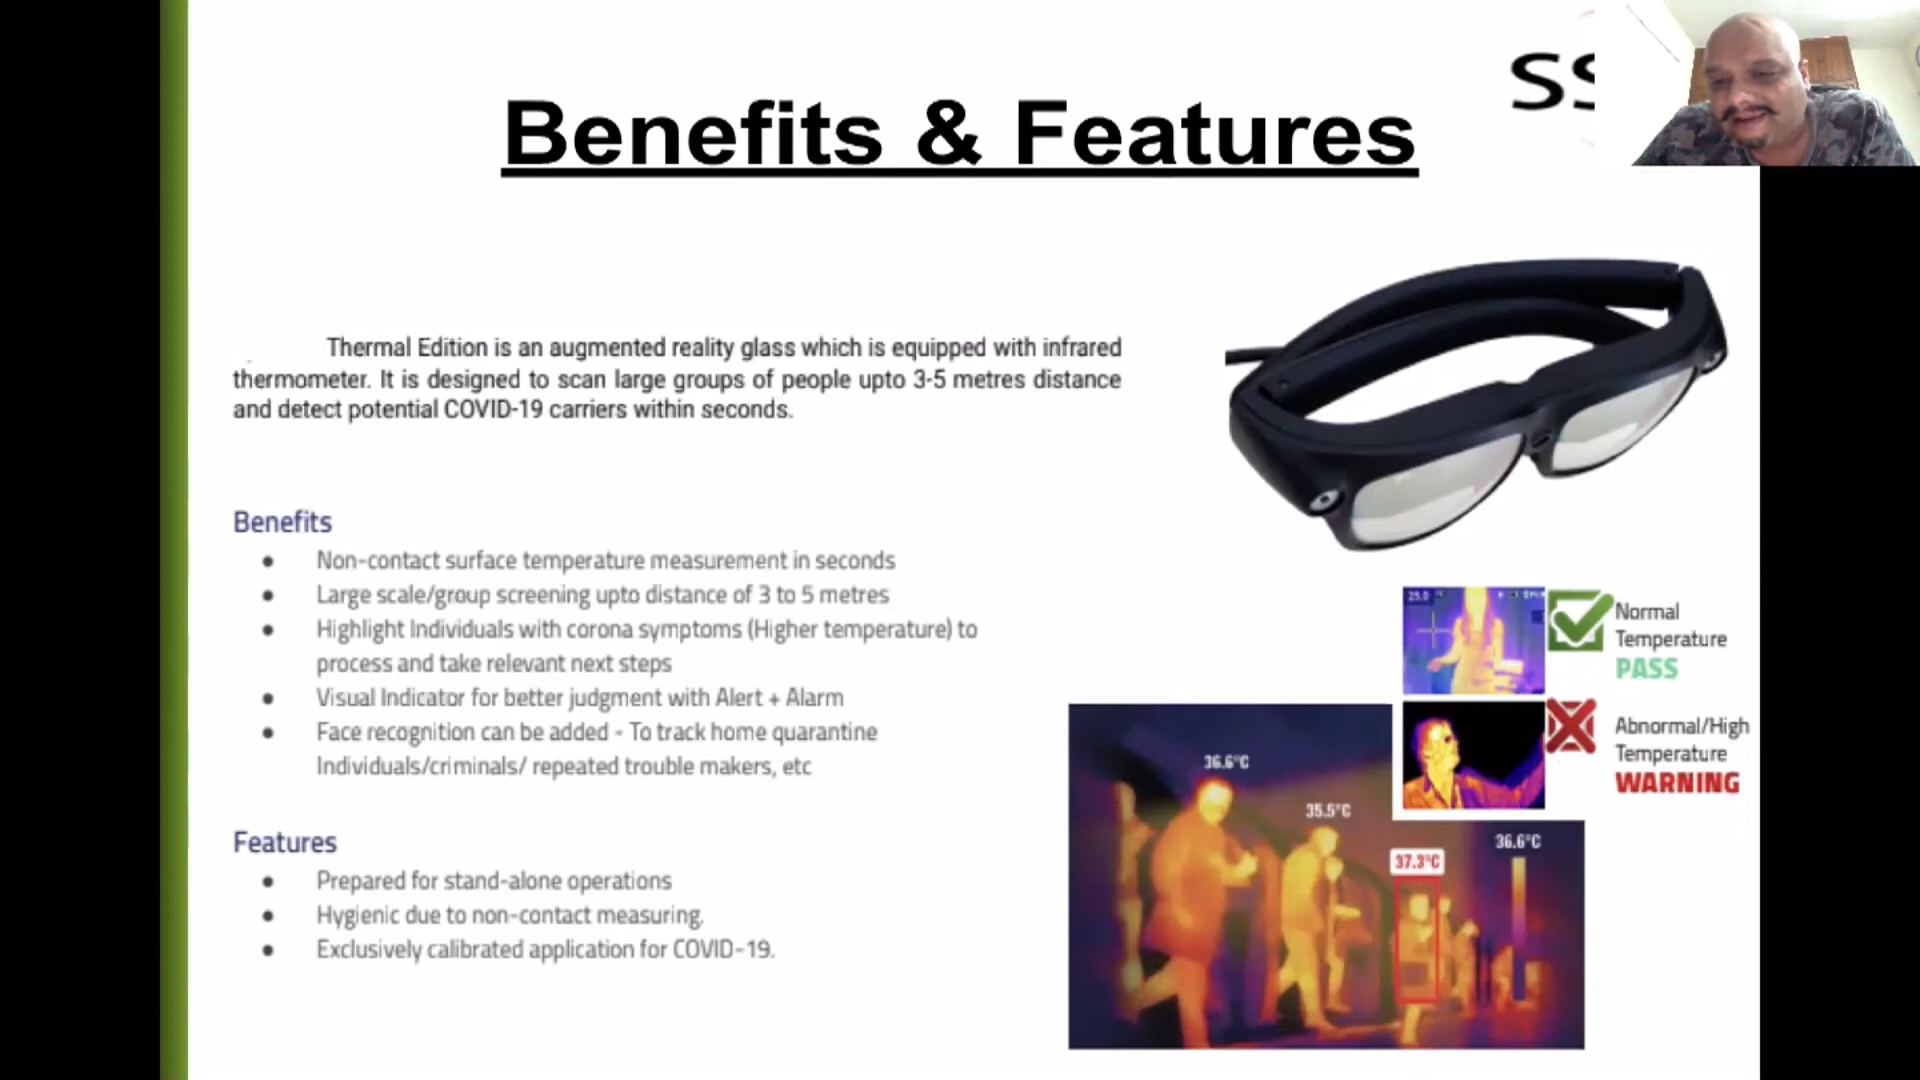 SS
Benefits & Features
Thermal Edition is an augmented reality glass which is equipped with infrared
thermometer. It is designed to scan large groups of people upto 3-5 metres distance
and detect potential COVID-19 carriers within seconds.
Benefits
● Non-contact surface temperature measurement in seconds
● Large scale/group screening upto distance of 3 to 5 metres
● Highlight Individuals with corona symptoms (Higher temperature) to
process and take relevant next steps
● Visual Indicator for better judgment with Alert + Alarm
● Face recognition can be added - To track home quarantine
Individuals/criminals/ repeated trouble makers, etc
Features
● Prepared for stand-alone operations
● Hygienic due to non-contact measuring.
● Exclusively calibrated application for COVID-19.
Normal
Temperature
PASS
Abnormal/High
Temperature
WARNING
36.6°C
35.5°C
37.3°C
36.6°C